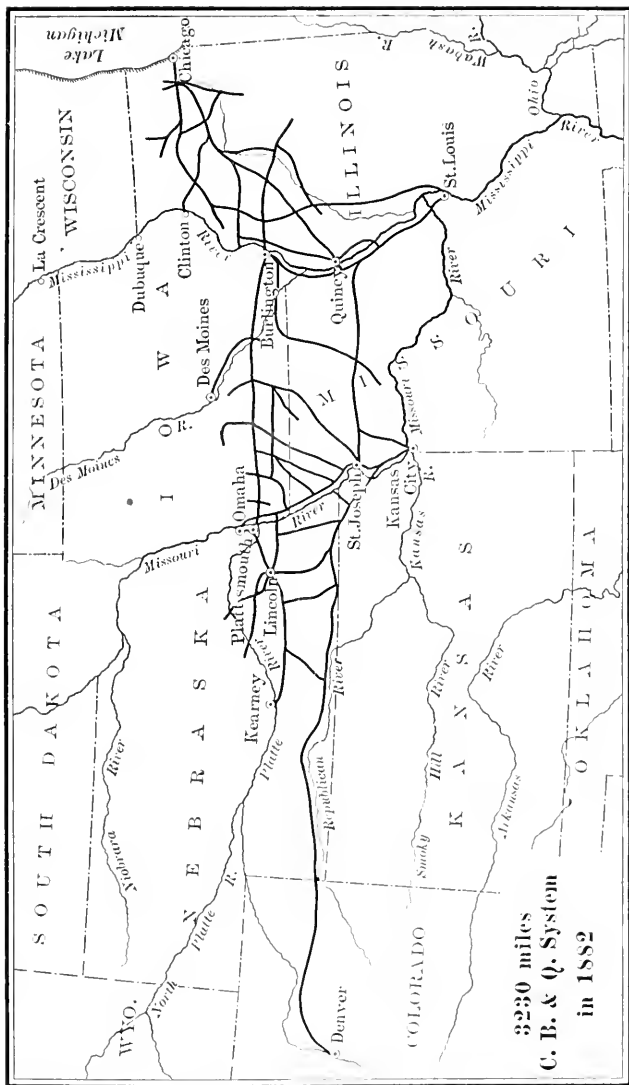 SOUTH DAKOTA
MINNESOTA
La Crescent
WISCONSIN
Lake
Michigan
WYO.
North
Platte
R.
Niobrara
River
NEBRASKA
Missouri
Des Moines
R.
IOWA
Mississippi
River
Dubuque
Clinton
Chicago
Des Moines
Omaha
Plattsmouth
Lincoln
Kearney
Platte
River
Burlington
ILLINOIS
Denver
Republican
River
River
St.Joseph
Quincy
MISSOURI
Wabash
R.
COLORADO
Smoky
Hill
River
Kansas
R.
Kansas
City
Missouri
River
St.Louis
KANSAS
Arkansas
River
Mississippi
River
Ohio
R.
OKLAHOMA
3230 miles
C. B. & Q. System
in 1882